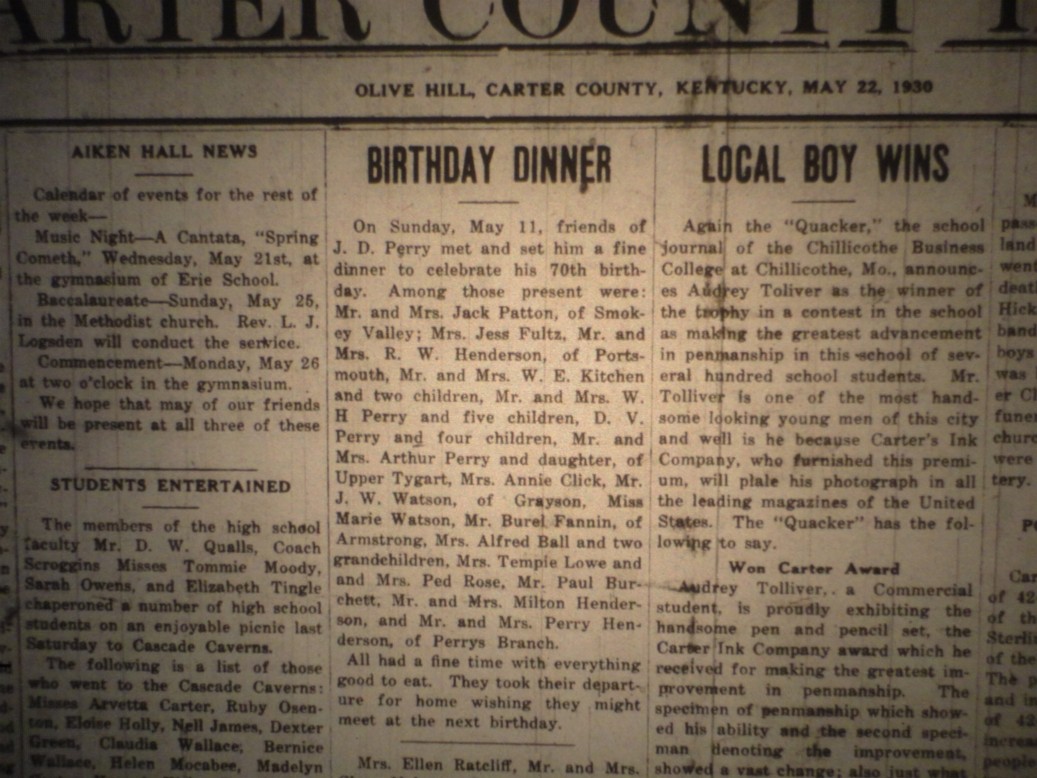 ARTER COUNTY
OLIVE HILL, CARTER COUNTY, KENTUCKY, MAY 22, 1930
AIKEN HALL NEWS
Calendar of events for the rest of
the week—
Music Night—A Cantata, "Spring
Cometh," Wednesday, May 21st, at
the gymnasium of Erie School.
Baccalaureate—Sunday, May 25,
in the Methodist church. Rev. L. J.
Logsden will conduct the service.
Commencement—Monday, May 26
at two o'clock in the gymnasium.
We hope that may of our friends
will be present at all three of these
events.
STUDENTS ENTERTAINED
The members of the high school
faculty Mr. D. W. Qualls, Coach
Scroggins Misses Tommie Moody,
Sarah Owens, and Elizabeth Tingle
chaperoned a number of high school
students on an enjoyable picnic last
Saturday to Cascade Caverns.
The following is a list of those
who went to the Cascade Caverns:
Misses Arvetta Carter, Ruby Osen-
ton, Eloise Holly, Nell James, Dexter
Green, Claudia Wallace, Bernice
Wallace, Helen Mocabee, Madelyn
BIRTHDAY DINNER
On Sunday, May 11, friends of
J. D. Perry met and set him a fine
dinner to celebrate his 70th birth-
day. Among those present were:
Mr. and Mrs. Jack Patton, of Smok-
ey Valley; Mrs. Jess Fultz, Mr. and
Mrs. R. W. Henderson, of Ports-
mouth, Mr. and Mrs. W. E. Kitchen
and two children, Mr. and Mrs. W.
H Perry and five children, D. V.
Perry and four children, Mr. and
Mrs. Arthur Perry and daughter, of
Upper Tygart, Mrs. Annie Click, Mr.
J. W. Watson, of Grayson, Miss
Marie Watson, Mr. Burel Fannin, of
Armstrong, Mrs. Alfred Ball and two
grandchildren, Mrs. Temple Lowe and
and Mrs. Ped Rose, Mr. Paul Bur-
chett, Mr. and Mrs. Milton Hender-
son, and Mr. and Mrs. Perry Hen-
derson, of Perrys Branch.
All had a fine time with everything
good to eat. They took their depart-
ure for home wishing they might
meet at the next birthday.
Mrs. Ellen Ratcliff, Mr. and Mrs.
LOCAL BOY WINS
Again the "Quacker," the school
journal of the Chillicothe Business
College at Chillicothe, Mo., announc-
es Audrey Toliver as the winner of
the trophy in a contest in the school
as making the greatest advancement
in penmanship in this school of sev-
eral hundred school students. Mr.
Tolliver is one of the most hand-
some looking young men of this city
and well is he because Carter's Ink
Company, who furnished this premi-
um, will plale his photograph in all
the leading magazines of the United
States. The "Quacker" has the fol-
lowing to say.
Won Carter Award
Audrey Tolliver,. a Commercial
student, is proudly exhibiting the
handsome pen and pencil set, the
Carter Ink Company award which he
received for making the greatest im-
provement in penmanship. The
specimen of penmanship which show-
ed his ability and the second speci-
man denoting the improvement,
showed a vast change; also just what